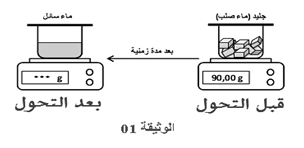 جليد (ماء صلب)
ماء سائل
بعد مدة زمنية
90,00 g
--- g
قبل التحول
بعد التحول
الوثيقة 01